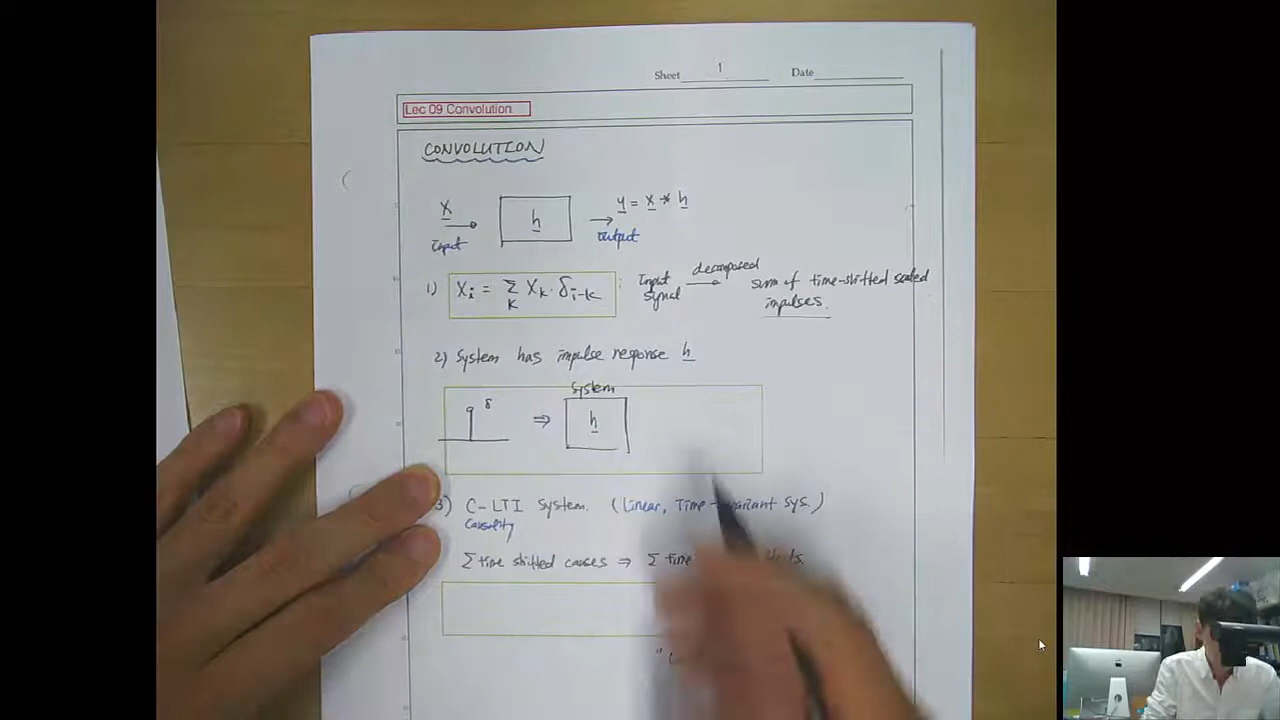 Sheet 1 Date
Lec 09 Convolution
CONVOLUTION
x h y = x * h
Input Output
1) Xi = Σ Xk · δi-k : Input signal decomposed sum of time-shifted scaled impulses.
K
2) System has impulse response h
System
δ ⇒ h
3) C-LTI System. (Linear, Time-
Causality
Σ time shifted causes ⇒ Σ time